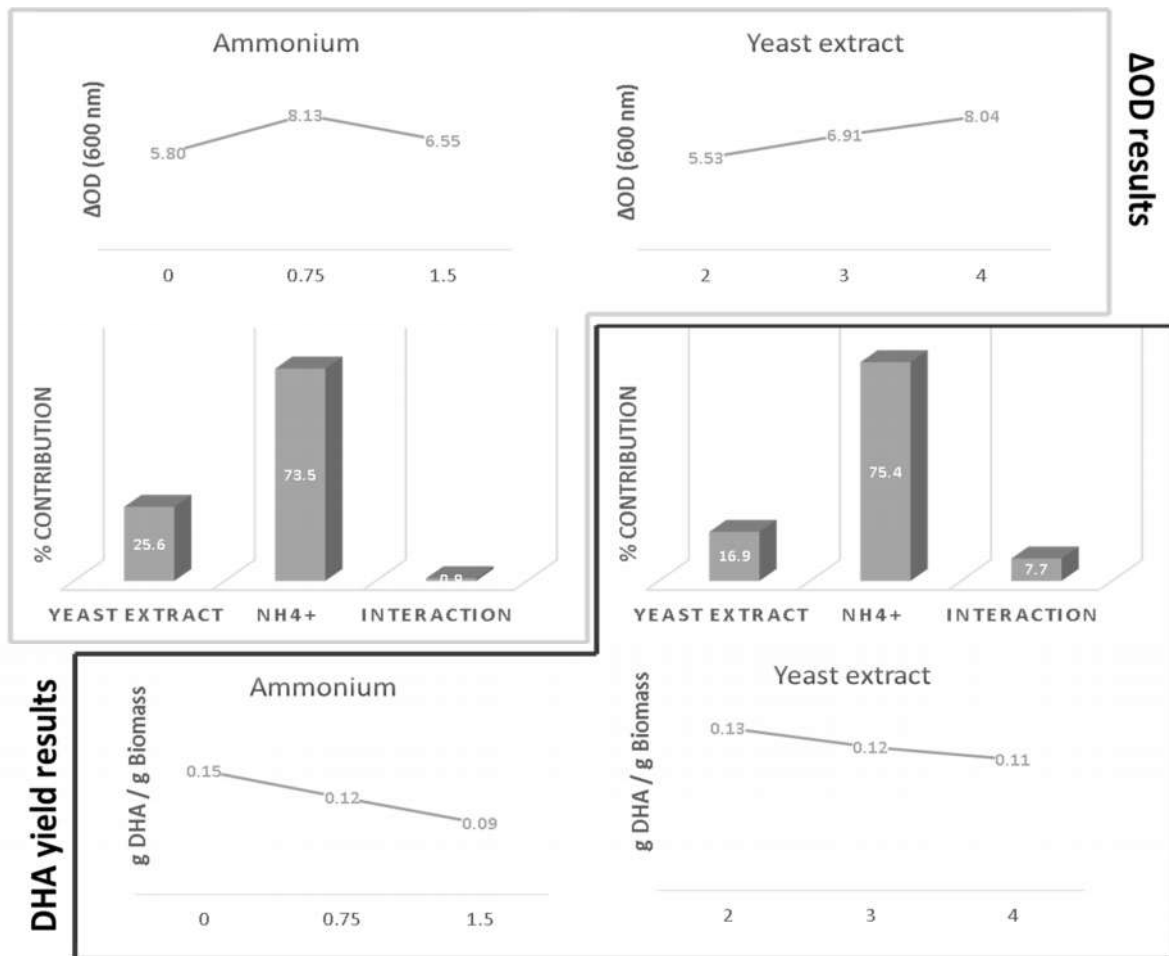 Ammonium
ΔOD (600 nm)
5.80
8.13
6.55
0
0.75
1.5
Yeast extract
ΔOD (600 nm)
5.53
6.91
8.04
2
3
4
ΔOD results
% CONTRIBUTION
25.6
73.5
0.9
YEAST EXTRACT
NH4+
INTERACTION
% CONTRIBUTION
16.9
75.4
7.7
YEAST EXTRACT
NH4+
INTERACTION
DHA yield results
Ammonium
g DHA / g Biomass
0.15
0.12
0.09
0
0.75
1.5
Yeast extract
g DHA / g Biomass
0.13
0.12
0.11
2
3
4